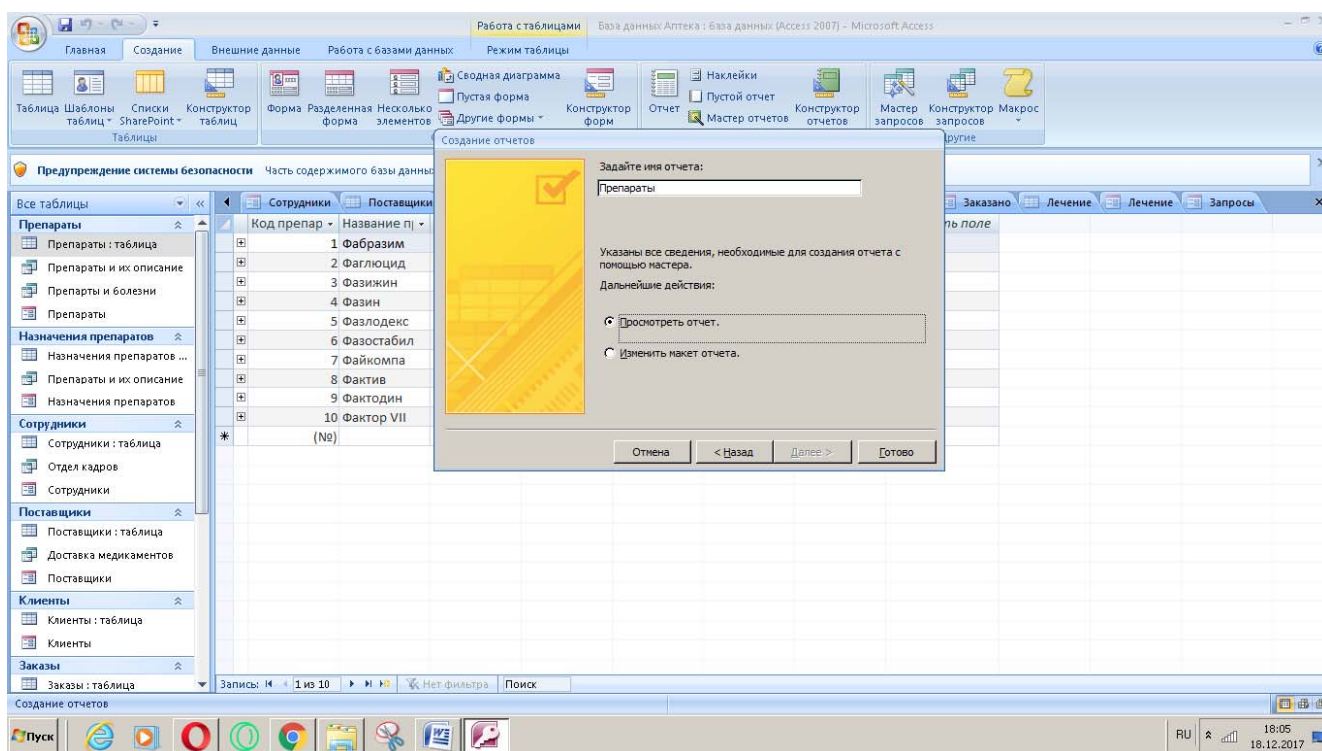 Работа с таблицами База данных Аптека : база данных (Access 2007) - Microsoft Access
Главная Создание Внешние данные Работа с базами данных Режим таблицы
Таблица Шаблоны таблиц Списки SharePoint Конструктор таблиц
Таблицы
Форма Разделенная форма Несколько элементов
Сводная диаграмма
Пустая форма
Другие формы
Конструктор форм
Отчет
Наклейки
Пустой отчет
Мастер отчетов
Конструктор отчетов
Мастер запросов Конструктор запросов Макрос
Другие
Предупреждение системы безопасности Часть содержимого базы данных
Все таблицы
Препараты
Препараты : таблица
Препараты и их описание
Препарты и болезни
Препараты
Назначения препаратов
Назначения препаратов ...
Препараты и их описание
Назначения препаратов
Сотрудники
Сотрудники : таблица
Отдел кадров
Сотрудники
Поставщики
Поставщики : таблица
Доставка медикаментов
Поставщики
Клиенты
Клиенты : таблица
Клиенты
Заказы
Заказы : таблица
Сотрудники Поставщики Заказано Лечение Лечение Запросы
Код препар Название п ть поле
1 Фабразим
2 Фаглюцид
3 Фазижин
4 Фазин
5 Фазлодекс
6 Фазостабил
7 Файкомпа
8 Фактив
9 Фактодин
10 Фактор VII
(№)
Создание отчетов
Задайте имя отчета:
Препараты
Указаны все сведения, необходимые для создания отчета с
помощью мастера.
Дальнейшие действия:
Просмотреть отчет.
Изменить макет отчета.
Отмена < Назад Далее > Готово
Запись: 1 из 10 Нет фильтра Поиск
Создание отчетов
Пуск RU 18:05
18.12.2017